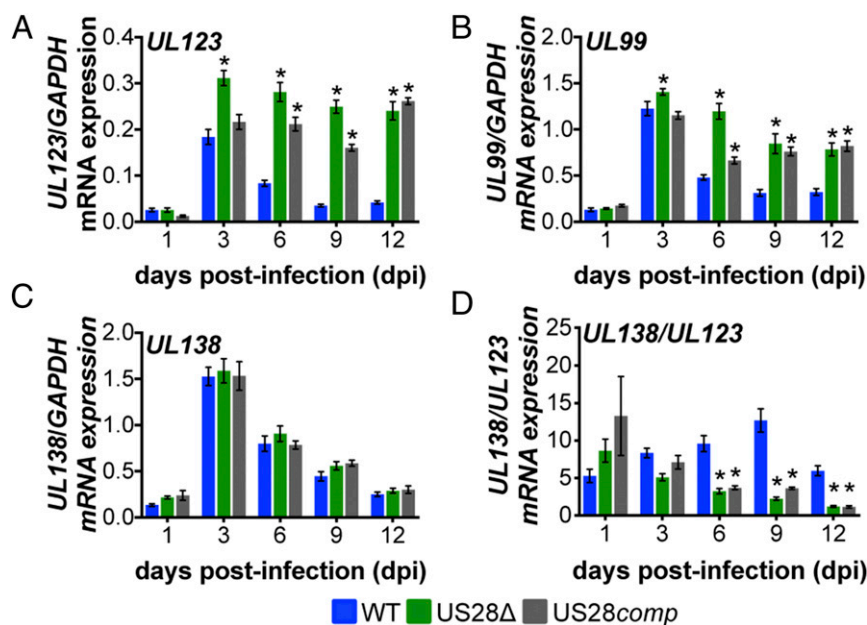 A
UL123
UL123/GAPDH
mRNA expression
0.4
0.3
0.2
0.1
0.0
* * * * * * *
1 3 6 9 12
days post-infection (dpi)
B
UL99
UL99/GAPDH
mRNA expression
2.0
1.5
1.0
0.5
0.0
* * * * * * *
1 3 6 9 12
days post-infection (dpi)
C
UL138
UL138/GAPDH
mRNA expression
2.0
1.5
1.0
0.5
0.0
1 3 6 9 12
days post-infection (dpi)
D
UL138/UL123
UL138/UL123
mRNA expression
25
20
15
10
5
0
* * * * * *
1 3 6 9 12
days post-infection (dpi)
WT US28Δ US28comp